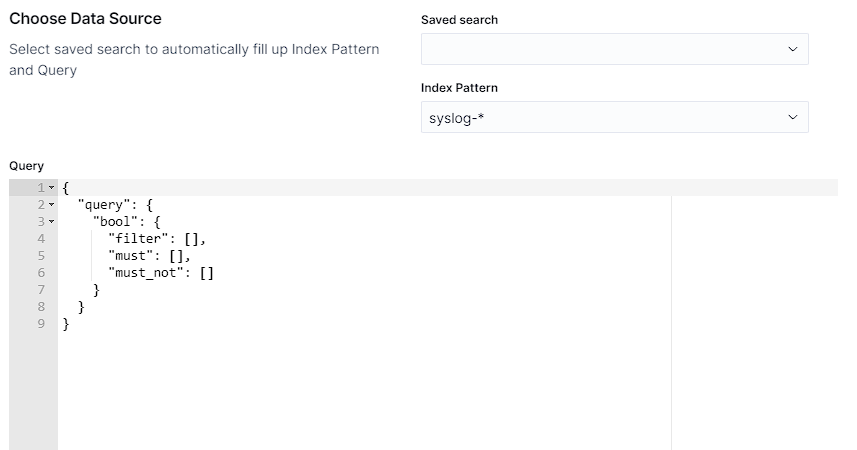 Choose Data Source
Select saved search to automatically fill up Index Pattern
and Query
Saved search
Index Pattern
syslog-*
Query
1 {
2 "query": {
3 "bool": {
4 "filter": [],
5 "must": [],
6 "must_not": []
7 }
8 }
9 }